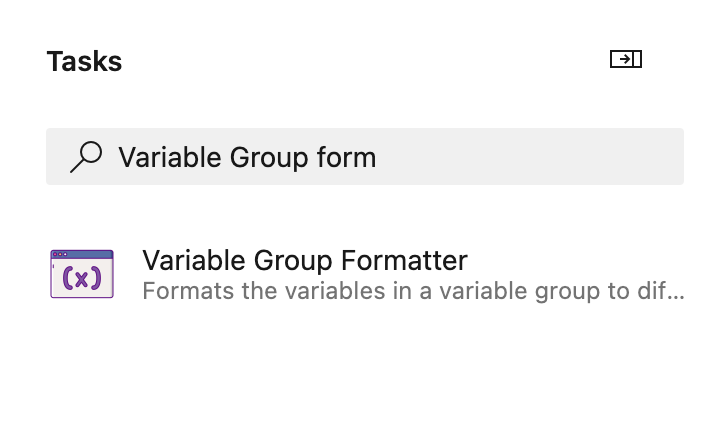 Tasks
Variable Group form
(x)
Variable Group Formatter
Formats the variables in a variable group to dif...